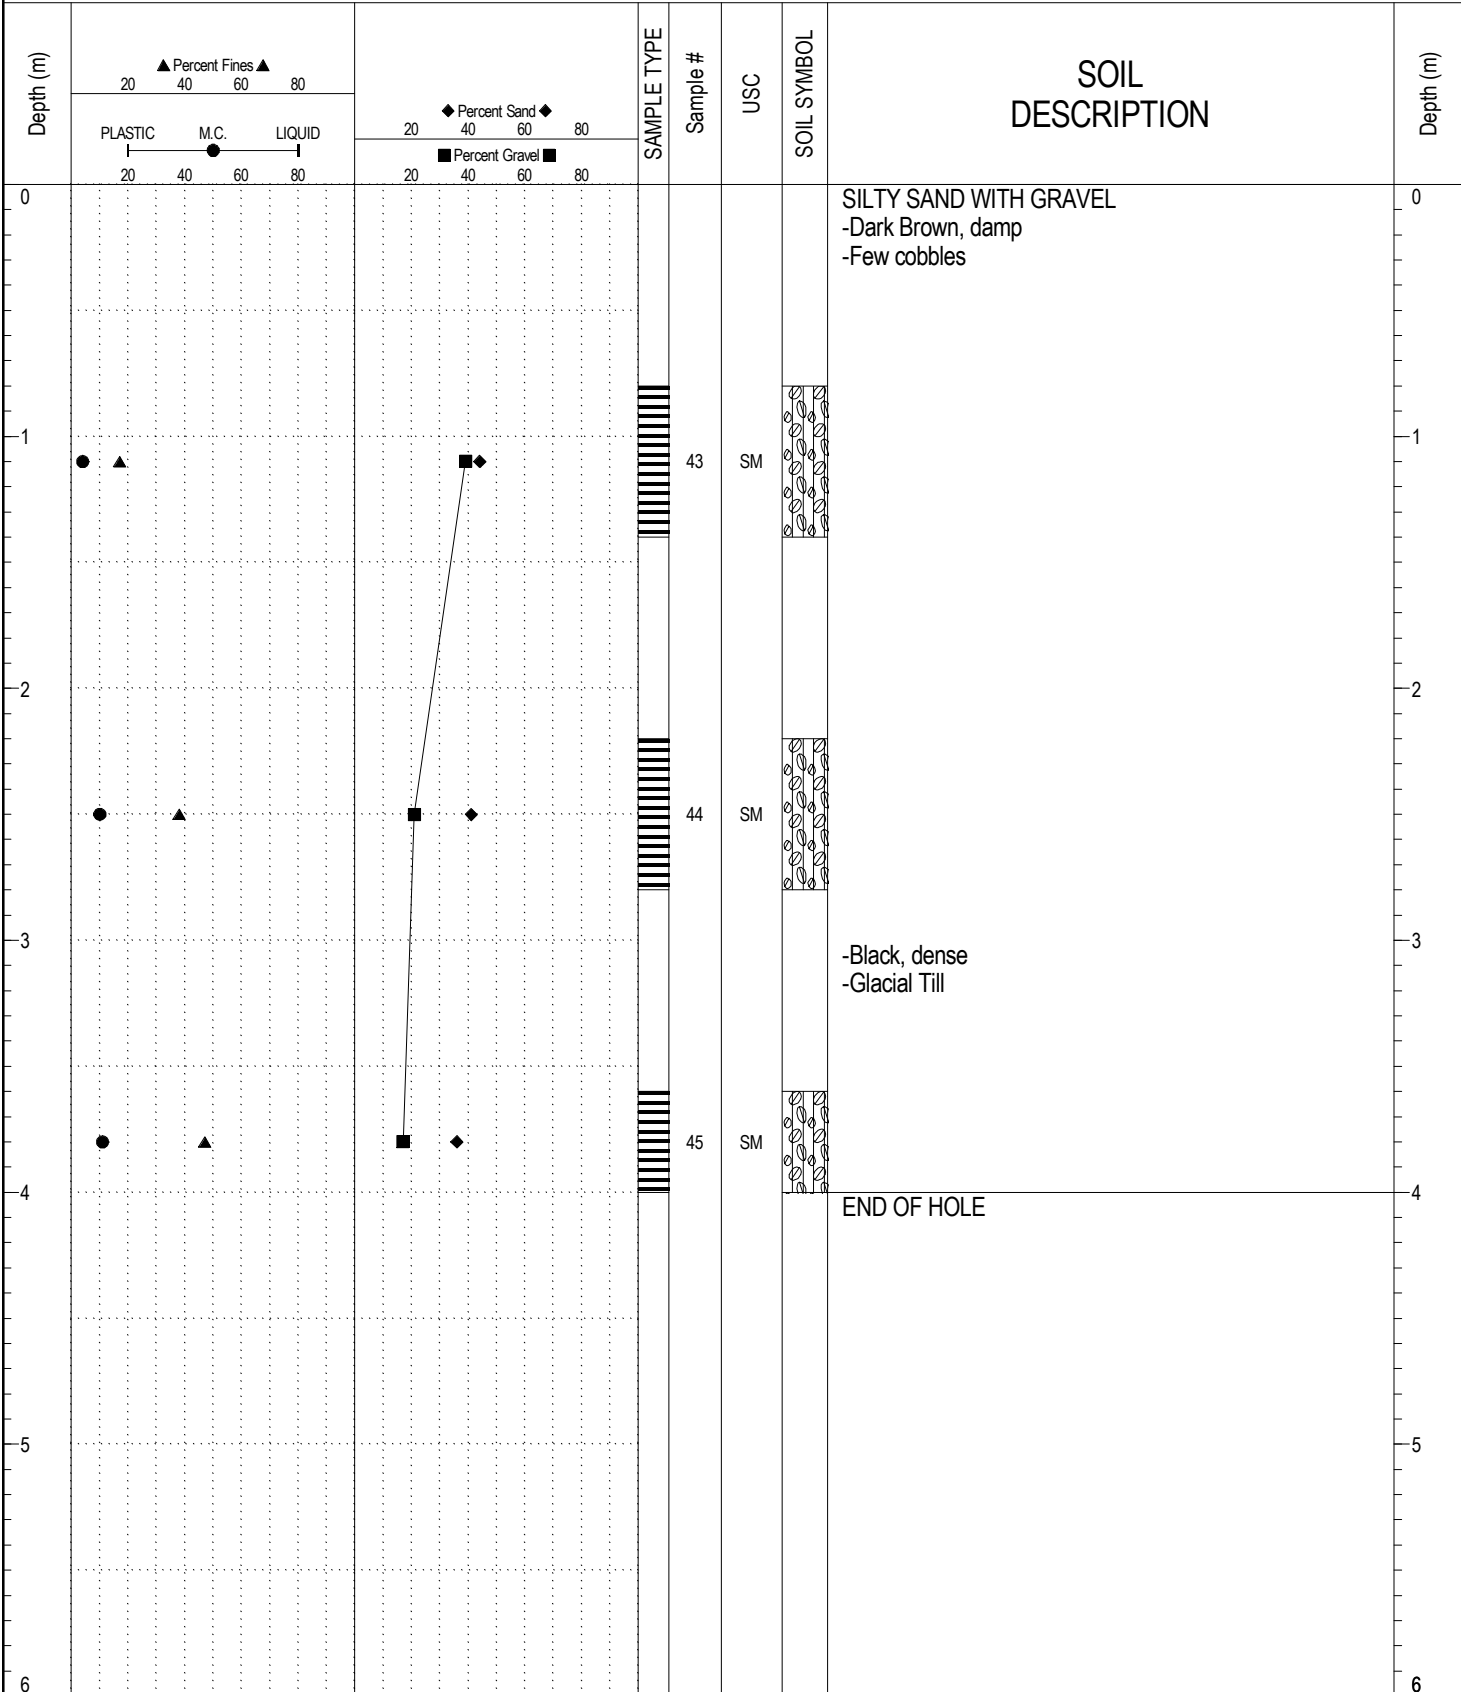 Depth (m)
▲ Percent Fines ▲
20 40 60 80
PLASTIC M.C. LIQUID
20 40 60 80
◆ Percent Sand ◆
20 40 60 80
■ Percent Gravel ■
20 40 60 80
SAMPLE TYPE
Sample #
USC
SOIL SYMBOL
SOIL
DESCRIPTION
Depth (m)
0 SILTY SAND WITH GRAVEL 0
-Dark Brown, damp
-Few cobbles
1 1
43 SM
2 2
44 SM
3 3
-Black, dense
-Glacial Till
45 SM
4 4
END OF HOLE
5 5
6 6